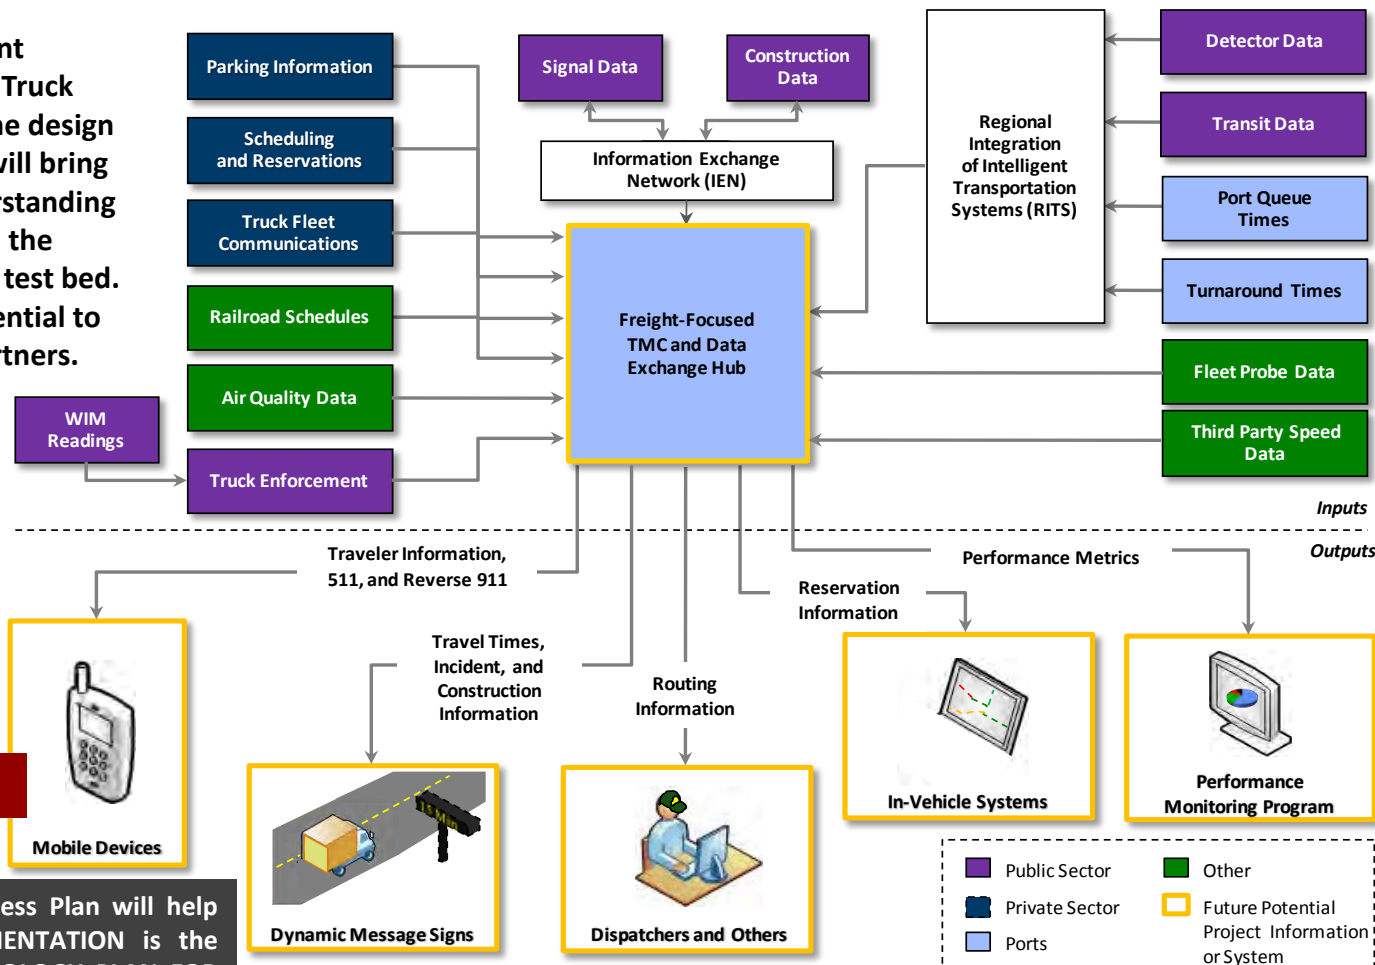 nt
Truck
ne design
will bring
rstanding
the
test bed.
ential to
rtners.
Parking Information
Scheduling
and Reservations
Truck Fleet
Communications
Railroad Schedules
Air Quality Data
WIM
Readings
Truck Enforcement
Signal Data
Construction
Data
Information Exchange
Network (IEN)
Freight-Focused
TMC and Data
Exchange Hub
Regional
Integration
of Intelligent
Transportation
Systems (RITS)
Detector Data
Transit Data
Port Queue
Times
Turnaround Times
Fleet Probe Data
Third Party Speed
Data
Inputs
Outputs
Traveler Information,
511, and Reverse 911
Travel Times,
Incident, and
Construction
Information
Routing
Information
Reservation
Information
Performance Metrics
Mobile Devices
15 Min
Dynamic Message Signs
Dispatchers and Others
In-Vehicle Systems
Performance
Monitoring Program
Public Sector
Private Sector
Ports
Other
Future Potential
Project Information
or System
ess Plan will help
MENTATION is the
OLOGY PLAN FOR